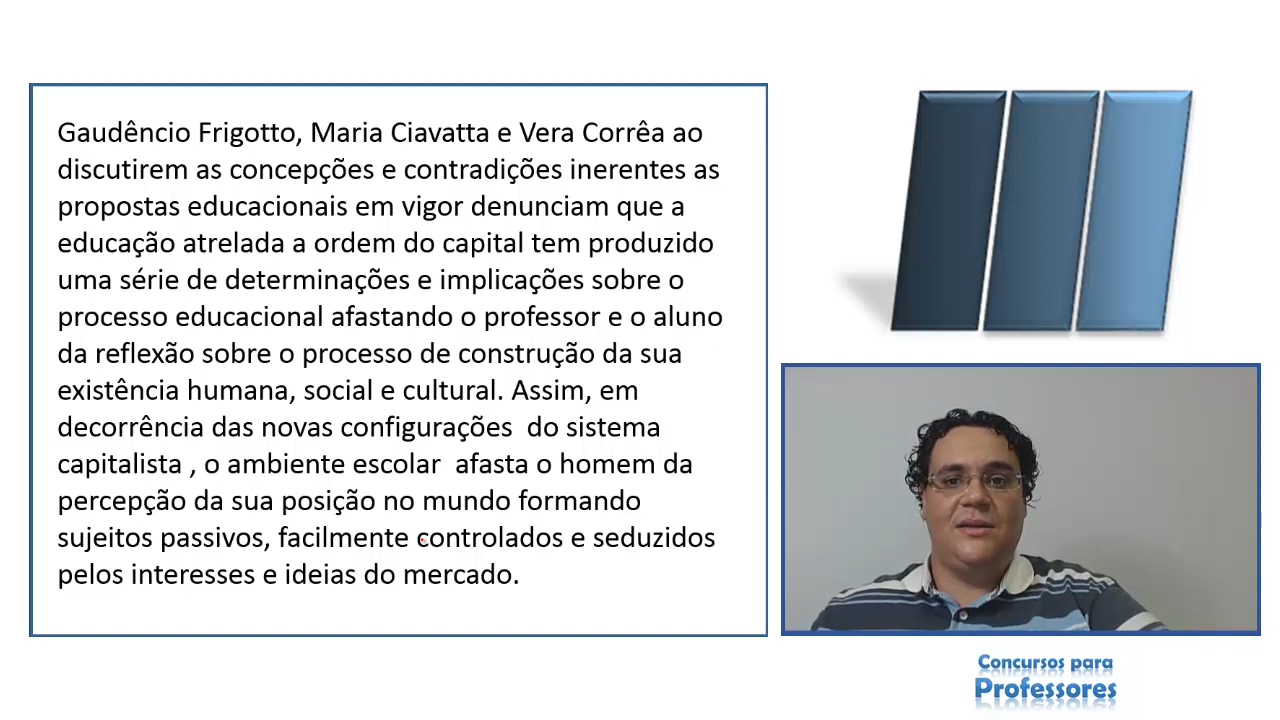 Gaudêncio Frigotto, Maria Ciavatta e Vera Corrêa ao
discutirem as concepções e contradições inerentes as
propostas educacionais em vigor denunciam que a
educação atrelada a ordem do capital tem produzido
uma série de determinações e implicações sobre o
processo educacional afastando o professor e o aluno
da reflexão sobre o processo de construção da sua
existência humana, social e cultural. Assim, em
decorrência das novas configurações  do sistema
capitalista , o ambiente escolar  afasta o homem da
percepção da sua posição no mundo formando
sujeitos passivos, facilmente controlados e seduzidos
pelos interesses e ideias do mercado.
Concursos para
Professores